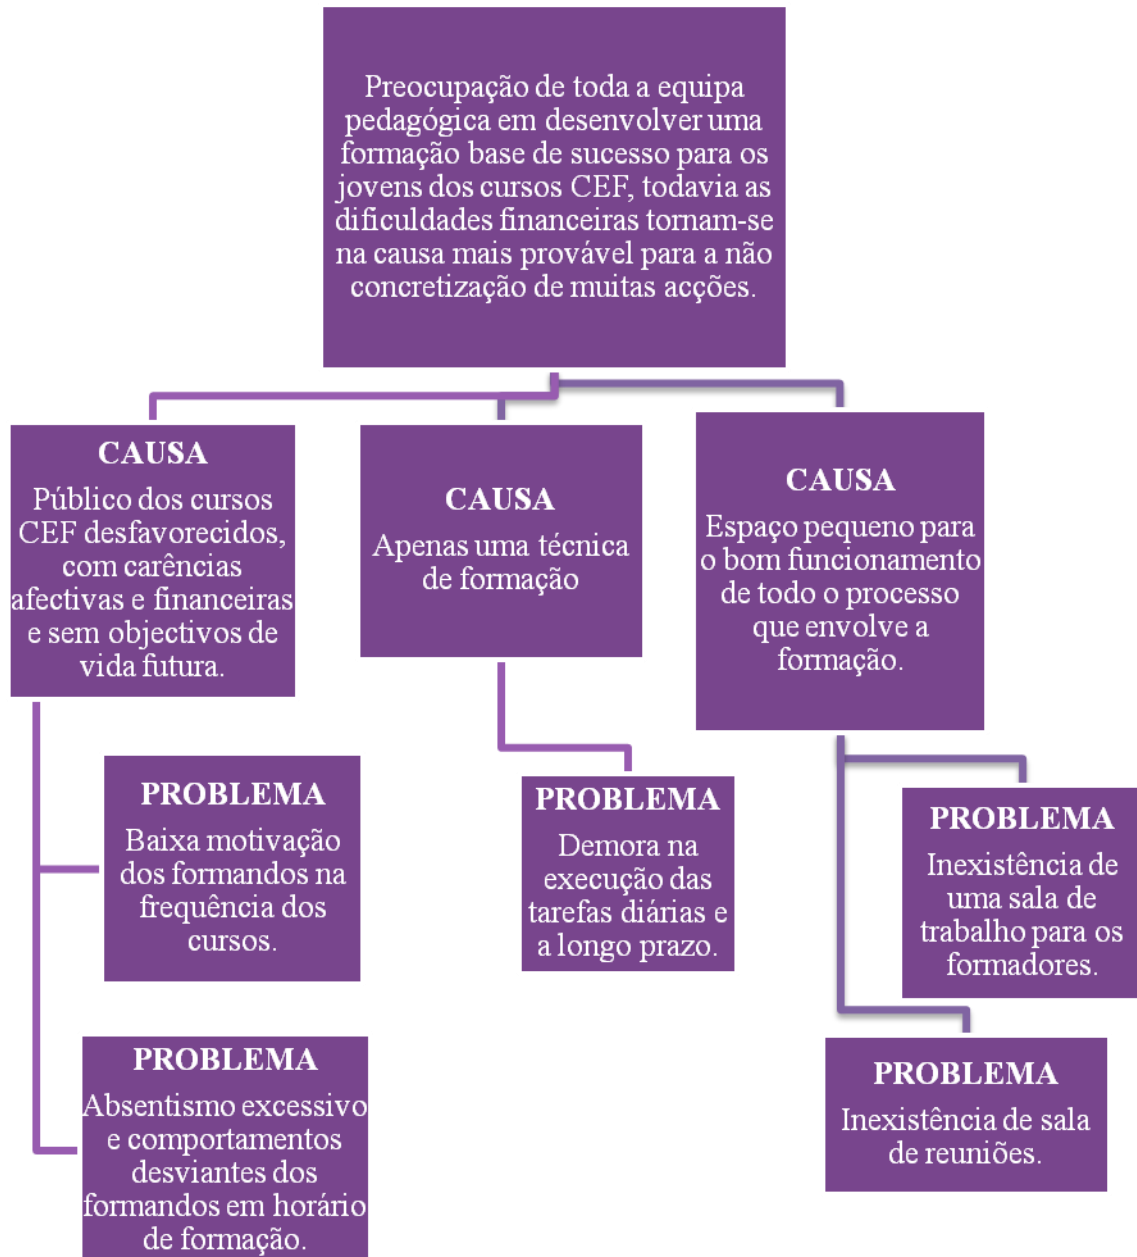 Preocupação de toda a equipa
pedagógica em desenvolver uma
formação base de sucesso para os
jovens dos cursos CEF, todavia as
dificuldades financeiras tornam-se
na causa mais provável para a não
concretização de muitas acções.
CAUSA
Público dos cursos
CEF desfavorecidos,
com carências
afectivas e financeiras
e sem objectivos de
vida futura.
CAUSA
Apenas uma técnica
de formação
CAUSA
Espaço pequeno para
o bom funcionamento
de todo o processo
que envolve a
formação.
PROBLEMA
Baixa motivação
dos formandos na
frequência dos
cursos.
PROBLEMA
Absentismo excessivo
e comportamentos
desviantes dos
formandos em horário
de formação.
PROBLEMA
Demora na
execução das
tarefas diárias e
a longo prazo.
PROBLEMA
Inexistência de
uma sala de
trabalho para os
formadores.
PROBLEMA
Inexistência de sala
de reuniões.